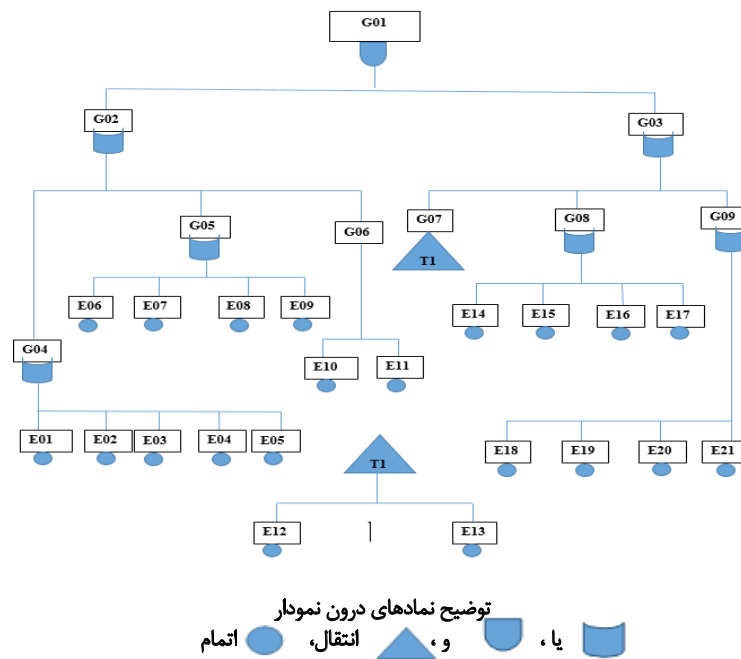 G01
G02 G03
G05 G06 G07 G08 G09
T1
E06 E07 E08 E09 E14 E15 E16 E17
G04
E10 E11
E01 E02 E03 E04 E05 E18 E19 E20 E21
T1
E12 E13
توضیح نمادهای درون نمودار
یا ، و ، انتقال، اتمام